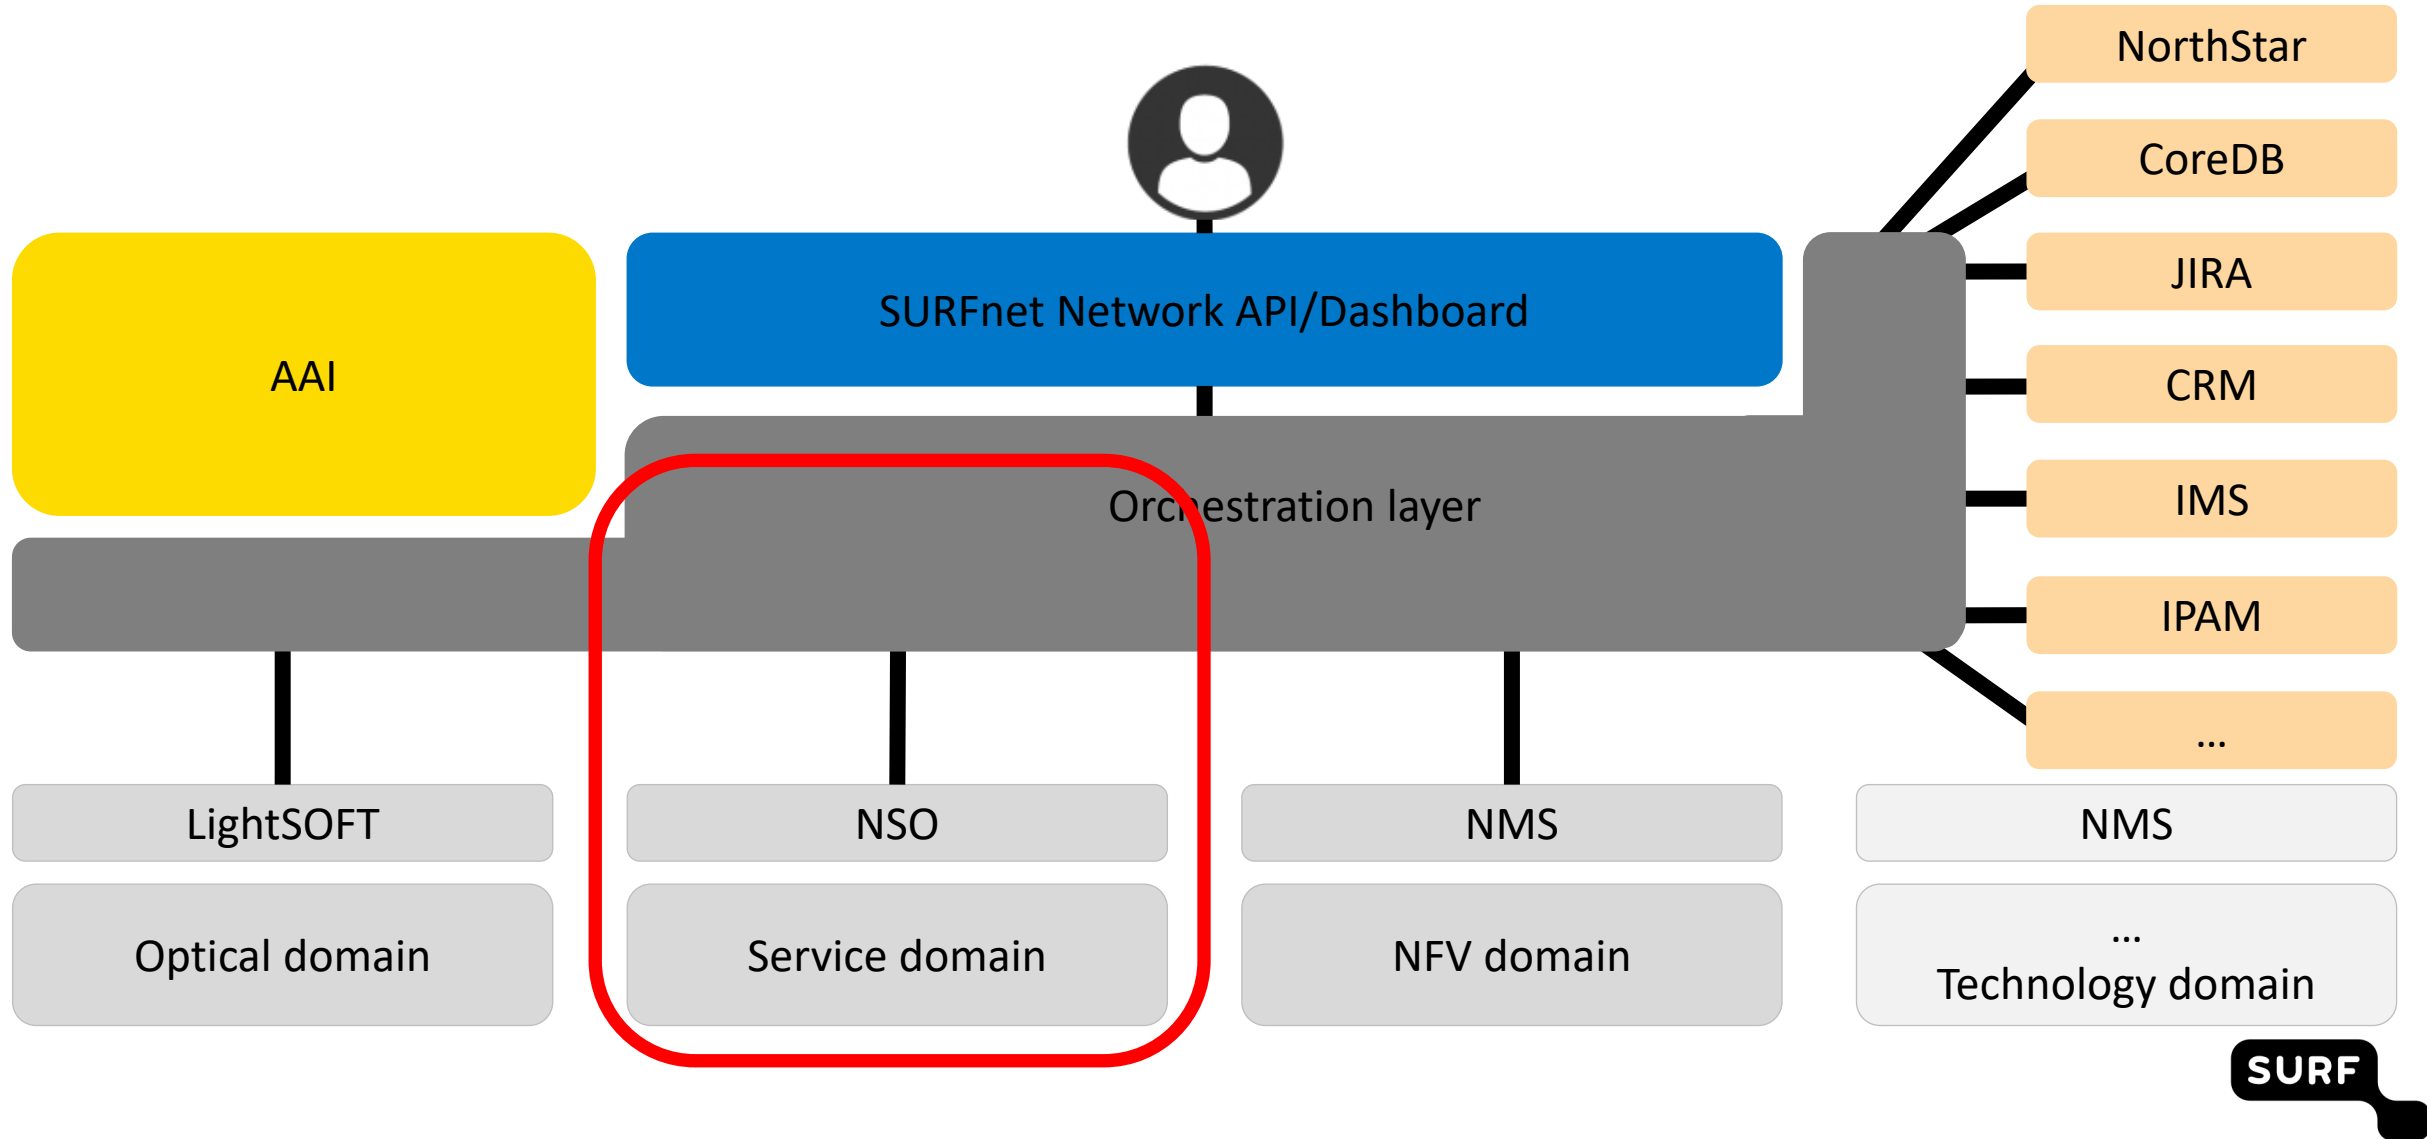 NorthStar
CoreDB
JIRA
CRM
IMS
IPAM
...
AAI
SURFnet Network API/Dashboard
Orchestration layer
LightSOFT
NSO
NMS
NMS
Optical domain
Service domain
NFV domain
...
Technology domain
SURF